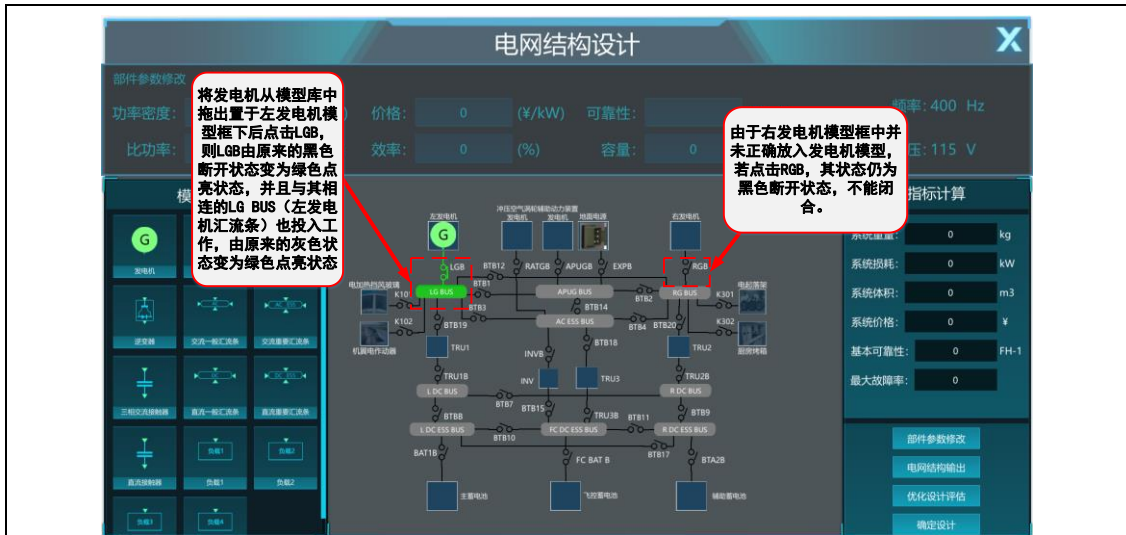 电网结构设计
X
部件参数修改
功率密度:
价格:
0
(¥/kW)
可靠性:
频率: 400 Hz
比功率:
效率:
0
(%)
容量:
0
压: 115 V
将发电机从模型库中
拖出置于左发电机模
型框下后点击LGB,
则LGB由原来的黑色
断开状态变为绿色点
亮状态，并且与其相
连的LG BUS（左发电
机汇流条）也投入工
作，由原来的灰色状
态变为绿色点亮状态
由于右发电机模型框中并
未正确放入发电机模型，
若点击RGB，其状态仍为
黑色断开状态，不能闭
合。
模
G
发电机
逆变器
交流一般汇流条
交流重要汇流条
三相交流接触器
直流一般汇流条
直流重要汇流条
直流接触器
负载1
负载1
负载2
负载2
负载3
负载4
左发电机
冲压空气涡轮
发电机
辅助动力装置
发电机
地面电源
右发电机
G
LGB
BTB12
RATGB
APUGB
EXPB
RGB
电加热挡风玻璃
K101
LG BUS
BTB1
APUG BUS
BTB2
RG BUS
K301
电起落架
BTB3
BTB14
K102
BTB19
AC ESS BUS
BTB4
BTB20
K302
机翼电作动器
TRU1
INVB
BTB18
TRU2
厨房烤箱
TRU1B
INV
TRU3
TRU2B
L DC BUS
R DC BUS
BTB7
BTB8
BTB15
TRU3B
BTB11
BTB9
L DC ESS BUS
FC DC ESS BUS
R DC ESS BUS
BTB10
BTB17
BAT1B
FC BAT B
BTA2B
主蓄电池
飞控蓄电池
辅助蓄电池
指标计算
系统重量:
0
kg
系统损耗:
0
kW
系统体积:
0
m3
系统价格:
0
¥
基本可靠性:
0
FH-1
最大故障率:
0
部件参数修改
电网结构输出
优化设计评估
确定设计